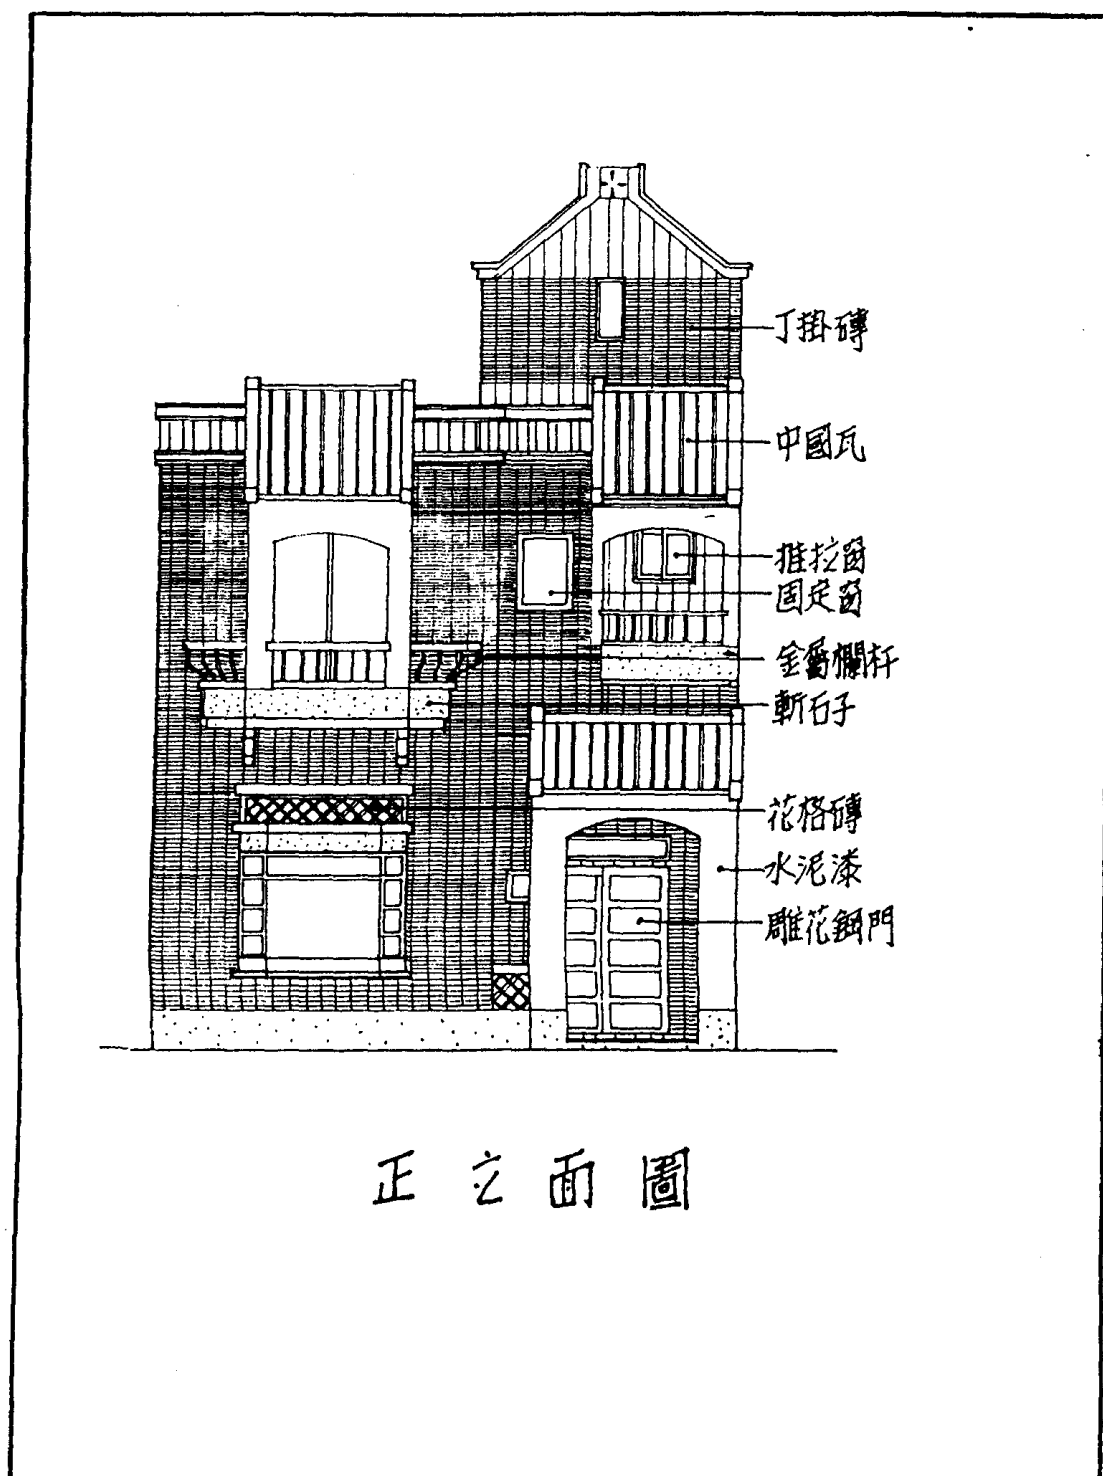 丁掛磚
中國瓦
推拉窗
固定窗
金屬欄杆
斬石子
花格磚
水泥漆
雕花鋼門
正立面圖